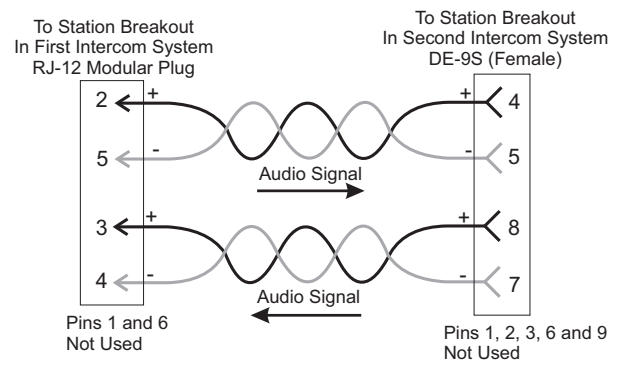 To Station Breakout
In First Intercom System
RJ-12 Modular Plug
To Station Breakout
In Second Intercom System
DE-9S (Female)
2 + + 4
5 - - 5
Audio Signal
3 + + 8
4 - - 7
Audio Signal
Pins 1 and 6
Not Used
Pins 1, 2, 3, 6 and 9
Not Used